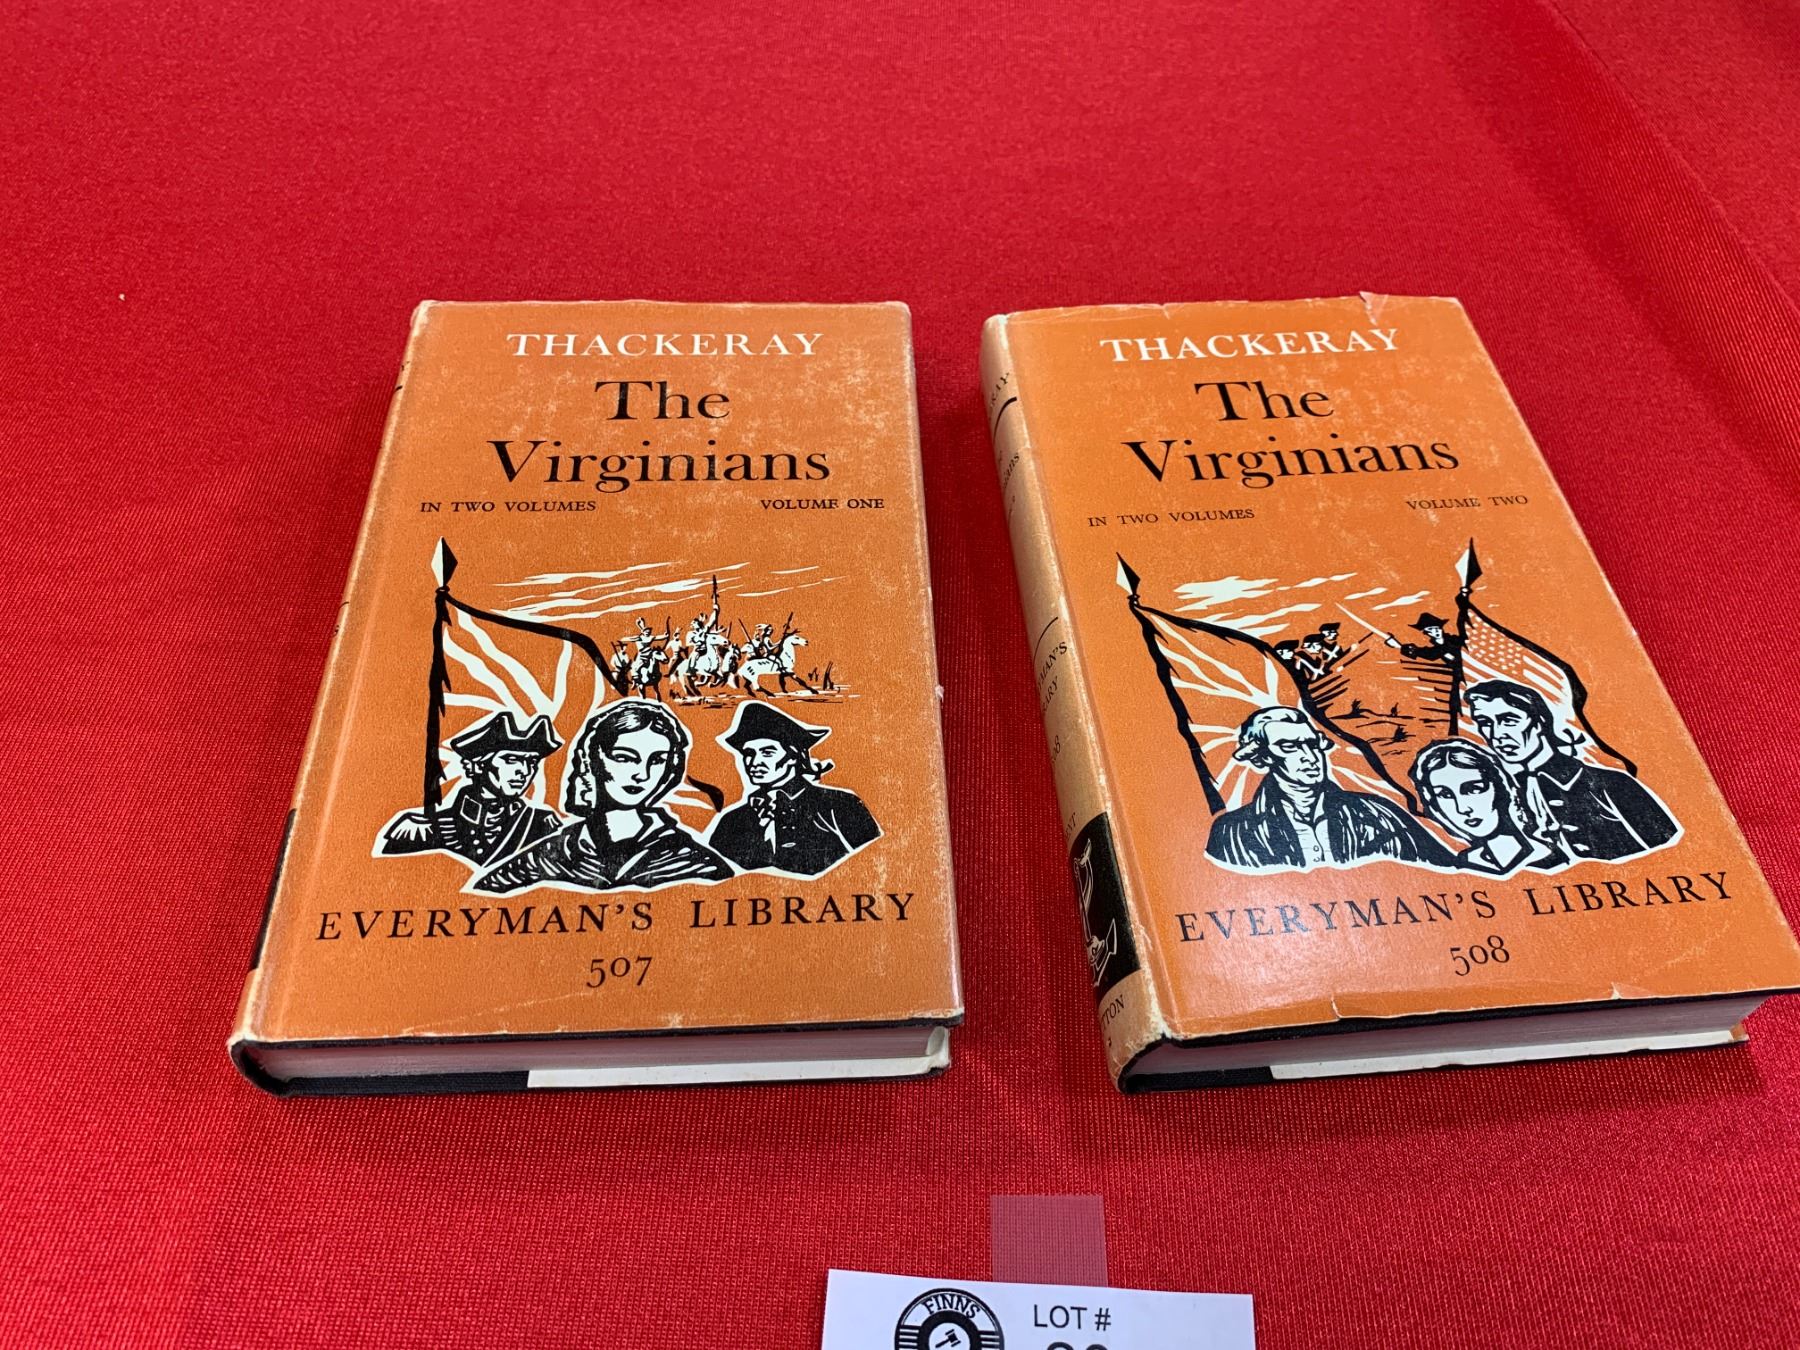 THACKERAY
The
Virginians
IN TWO VOLUMES VOLUME ONE
EVERYMAN'S LIBRARY
507
THACKERAY
The
Virginians
IN TWO VOLUMES VOLUME TWO
EVERYMAN'S LIBRARY
508
FINNS
LOT #